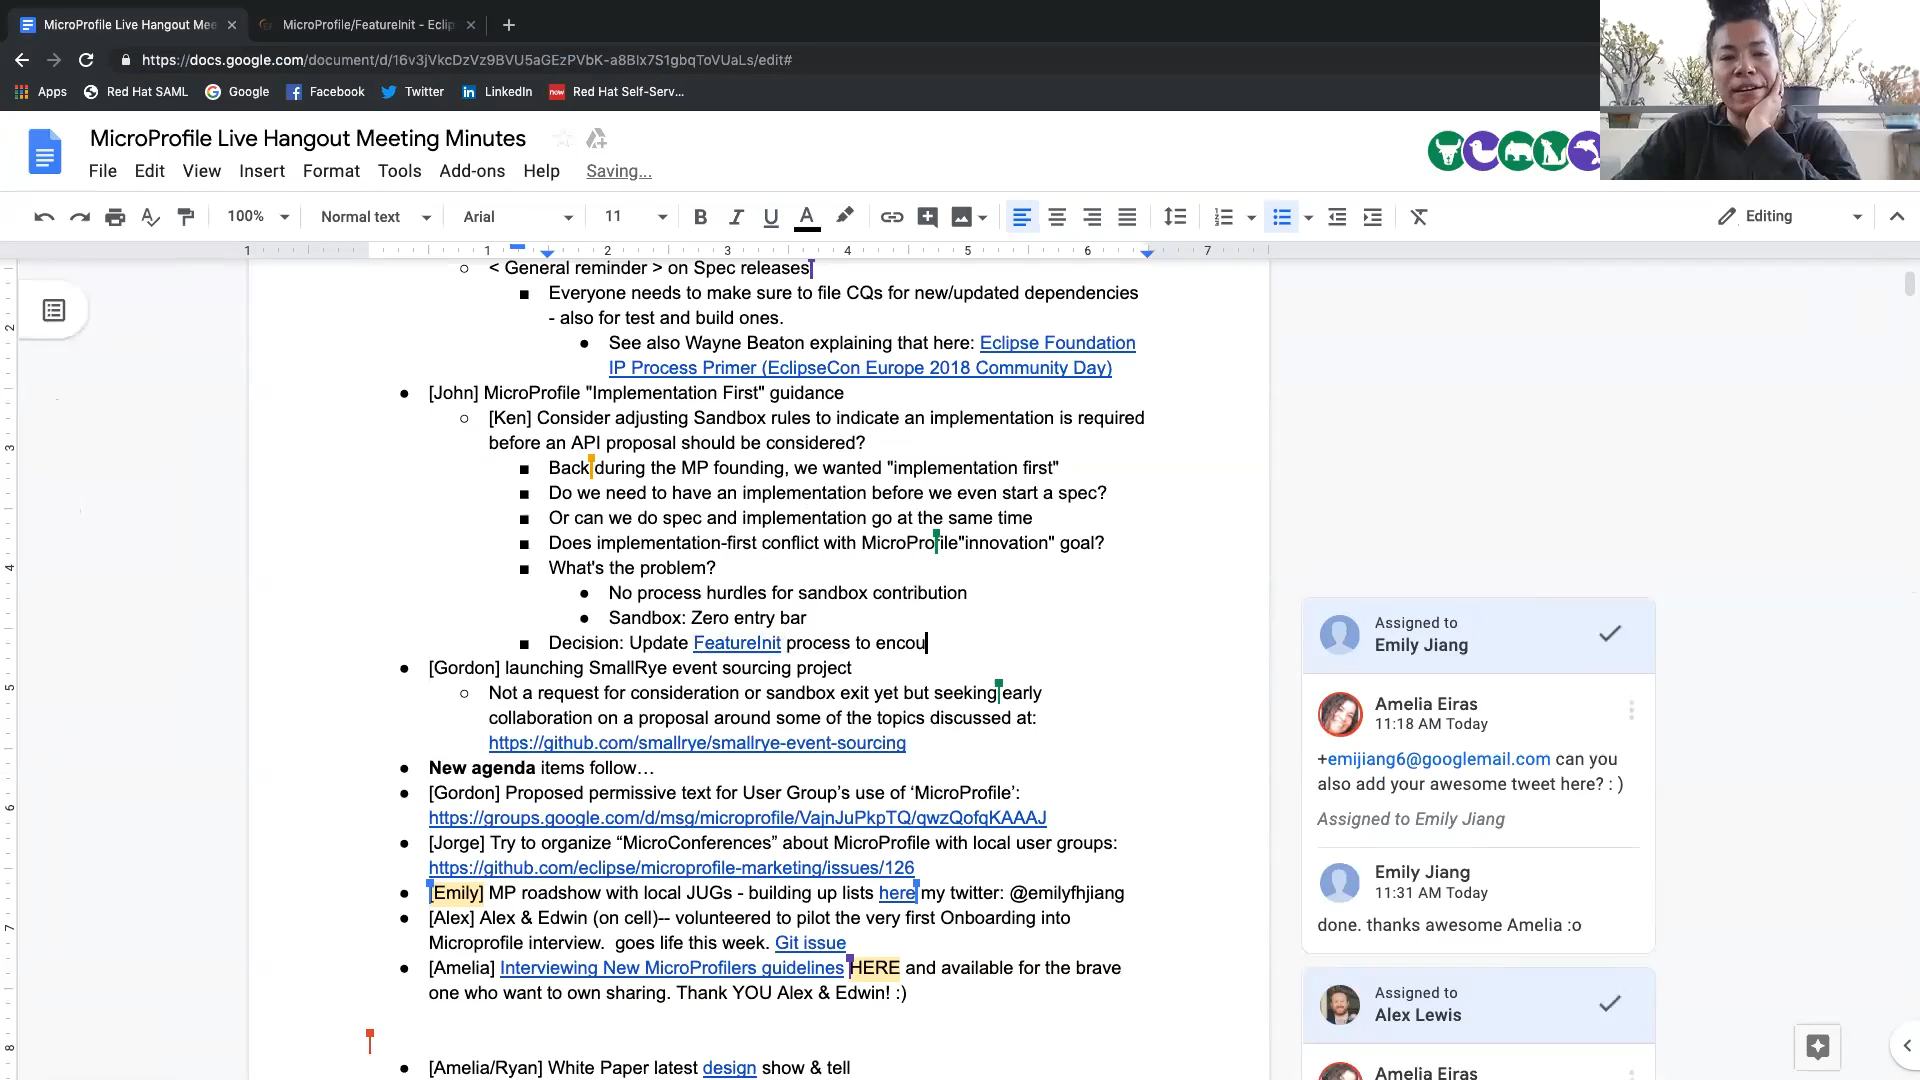 MicroProfile Live Hangout Mee
MicroProfile/FeatureInit - Eclip
https://docs.google.com/document/d/16v3jVkcDzVz9BVU5aGEzPVbK-a8BIx7S1gbqToVUaLs/edit#
Apps Red Hat SAML Google Facebook Twitter LinkedIn Red Hat Self-Serv...
MicroProfile Live Hangout Meeting Minutes
File Edit View Insert Format Tools Add-ons Help Saving...
100% Normal text Arial 11 B I U A Editing
1 1 2 3 4 5 6 7
< General reminder > on Spec releases
Everyone needs to make sure to file CQs for new/updated dependencies
- also for test and build ones.
See also Wayne Beaton explaining that here: Eclipse Foundation
IP Process Primer (EclipseCon Europe 2018 Community Day)
[John] MicroProfile "Implementation First" guidance
[Ken] Consider adjusting Sandbox rules to indicate an implementation is required
before an API proposal should be considered?
Back during the MP founding, we wanted "implementation first"
Do we need to have an implementation before we even start a spec?
Or can we do spec and implementation go at the same time
Does implementation-first conflict with MicroProfile"innovation" goal?
What's the problem?
No process hurdles for sandbox contribution
Sandbox: Zero entry bar
Decision: Update FeatureInit process to encou
[Gordon] launching SmallRye event sourcing project
Not a request for consideration or sandbox exit yet but seeking early
collaboration on a proposal around some of the topics discussed at:
https://github.com/smallrye/smallrye-event-sourcing
New agenda items follow…
[Gordon] Proposed permissive text for User Group’s use of ‘MicroProfile’:
https://groups.google.com/d/msg/microprofile/VajnJuPkpTQ/qwzQofqKAAAJ
[Jorge] Try to organize “MicroConferences” about MicroProfile with local user groups:
https://github.com/eclipse/microprofile-marketing/issues/126
[Emily] MP roadshow with local JUGs - building up lists here my twitter: @emilyfhjiang
[Alex] Alex & Edwin (on cell)-- volunteered to pilot the very first Onboarding into
Microprofile interview. goes life this week. Git issue
[Amelia] Interviewing New MicroProfilers guidelines HERE and available for the brave
one who want to own sharing. Thank YOU Alex & Edwin! :)
[Amelia/Ryan] White Paper latest design show & tell
2
3
4
5
6
7
8
Assigned to
Emily Jiang
Amelia Eiras
11:18 AM Today
+emijiang6@googlemail.com can you
also add your awesome tweet here? : )
Assigned to Emily Jiang
Emily Jiang
11:31 AM Today
done. thanks awesome Amelia :o
Assigned to
Alex Lewis
Amelia Eiras